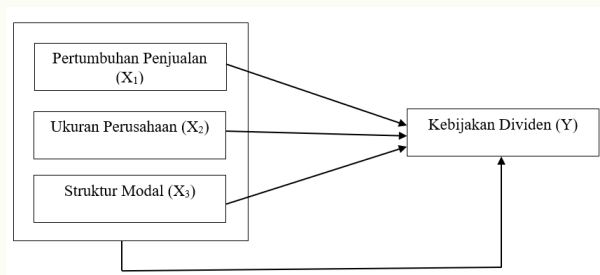 Pertumbuhan Penjualan
(X₁)
Ukuran Perusahaan (X₂)
Kebijakan Dividen (Y)
Struktur Modal (X₃)